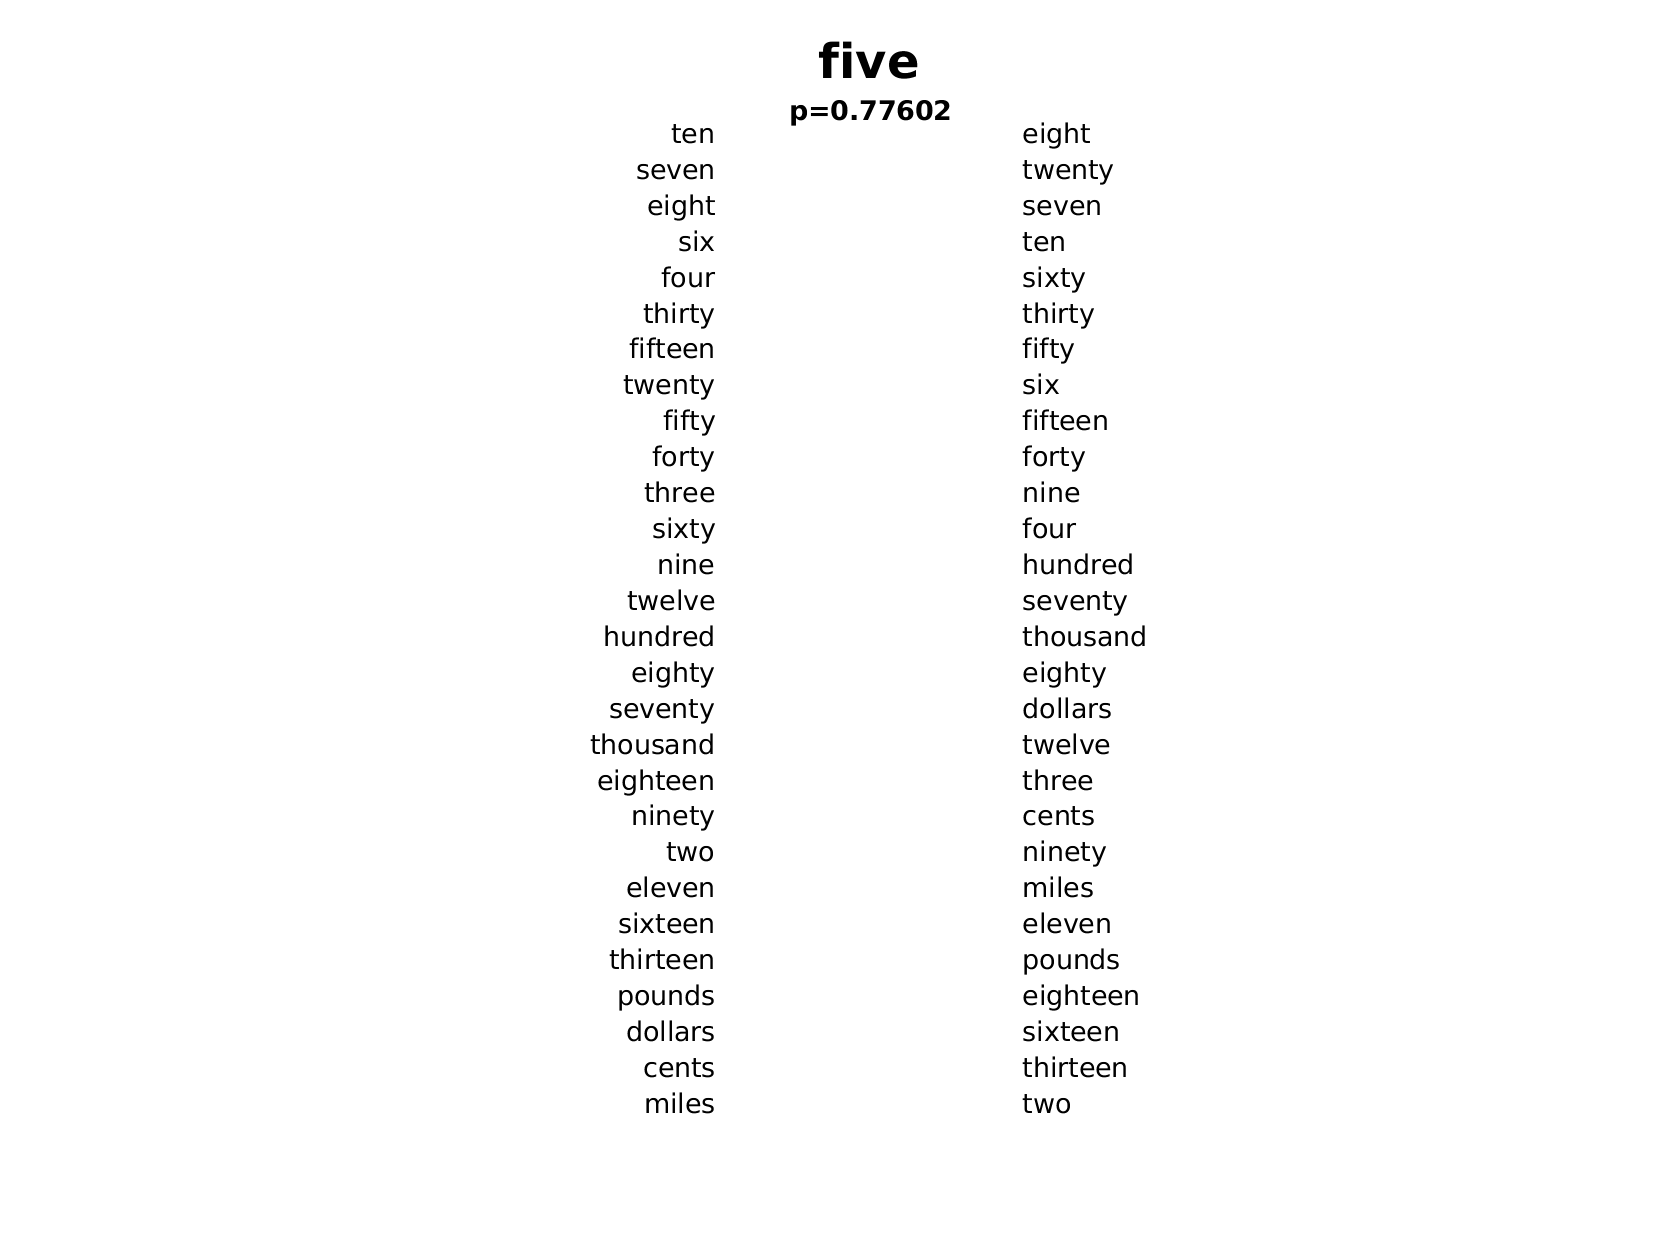 five
p=0.77602
ten eight
seven twenty
eight seven
six ten
four sixty
thirty thirty
fifteen fifty
twenty six
fifty fifteen
forty forty
three nine
sixty four
nine hundred
twelve seventy
hundred thousand
eighty eighty
seventy dollars
thousand twelve
eighteen three
ninety cents
two ninety
eleven miles
sixteen eleven
thirteen pounds
pounds eighteen
dollars sixteen
cents thirteen
miles two